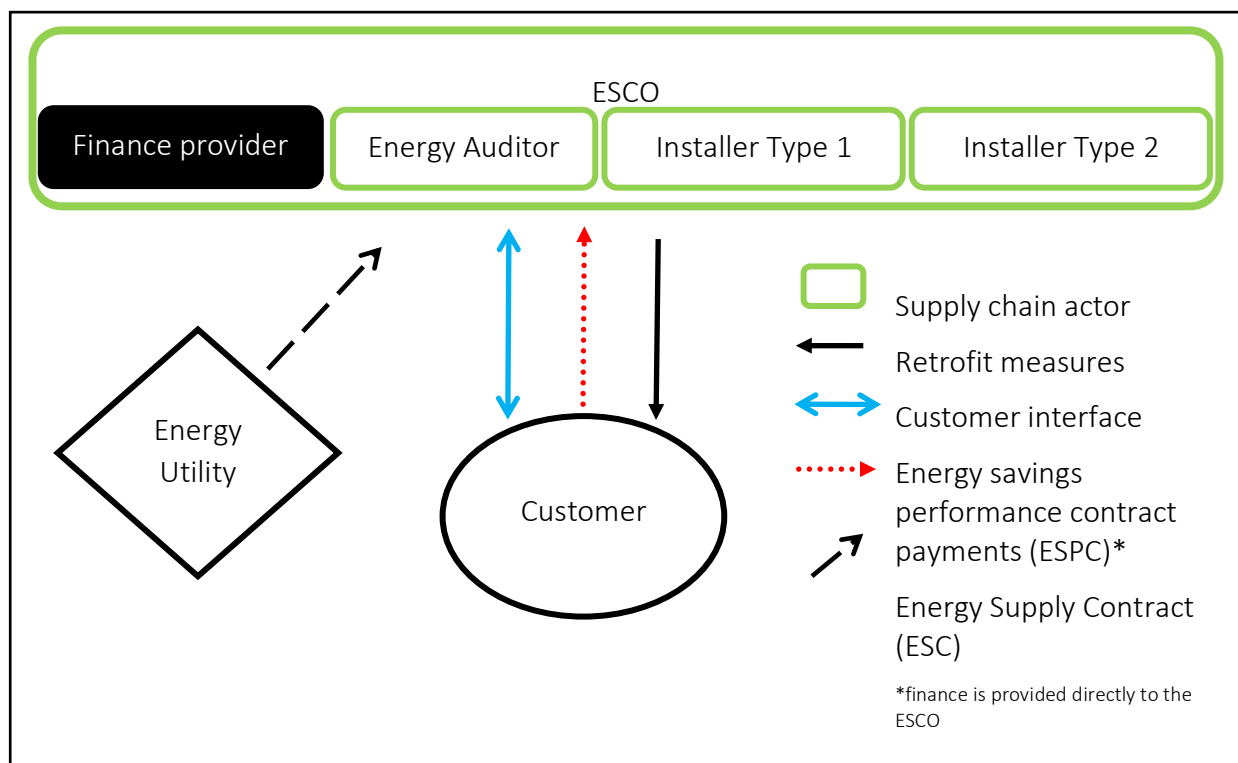 ESCO
Finance provider
Energy Auditor
Installer Type 1
Installer Type 2
Energy
Utility
Customer
Supply chain actor
Retrofit measures
Customer interface
Energy savings
performance contract
payments (ESPC)*
Energy Supply Contract
(ESC)
*finance is provided directly to the
ESCO